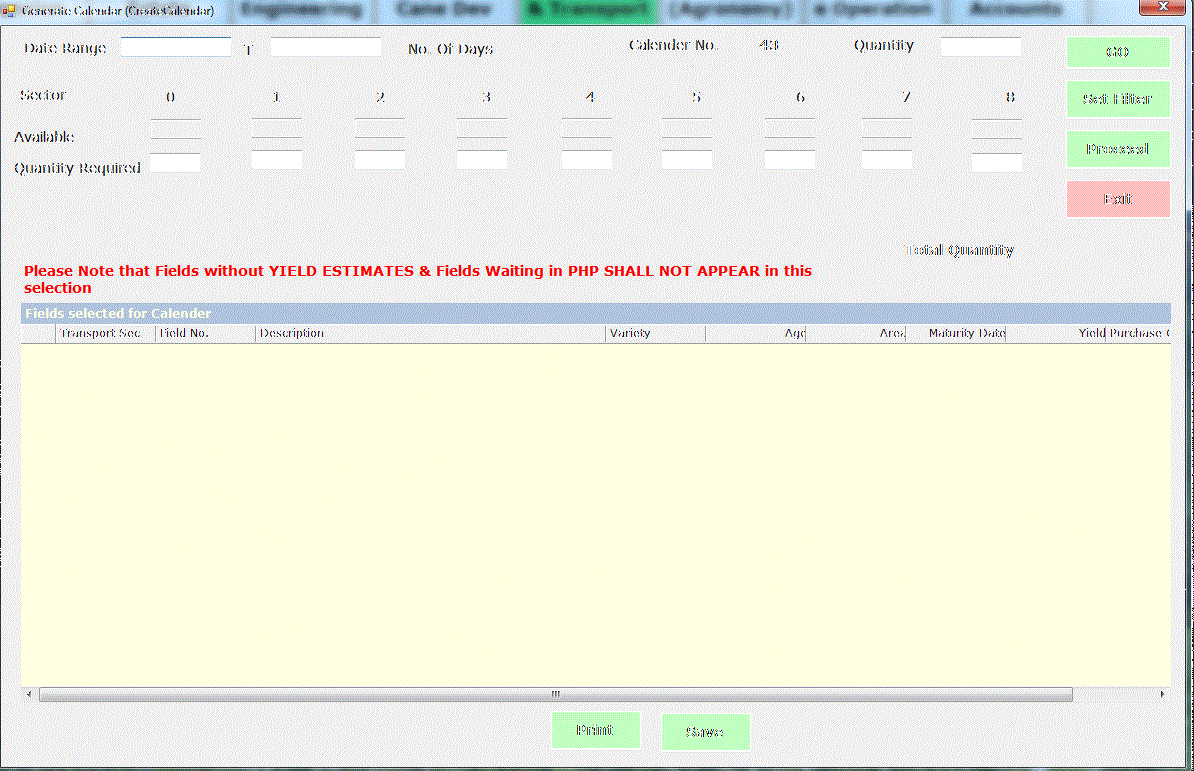 Generate Calendar (CreateCalendar)
Engineering Cane Dev & Transport (Agronomy) e Operation Accounts
Date Range T No. Of Days Calender No. 43 Quantity GO
Sector 0 1 2 3 4 5 6 7 8 Set Filter
Available
Proceed
Quantity Required
Exit
Total Quantity
Please Note that Fields without YIELD ESTIMATES & Fields Waiting in PHP SHALL NOT APPEAR in this
selection
Fields selected for Calender
Transport Sec Field No. Description Variety Age Area Maturity Date Yield Purchase
Print Save